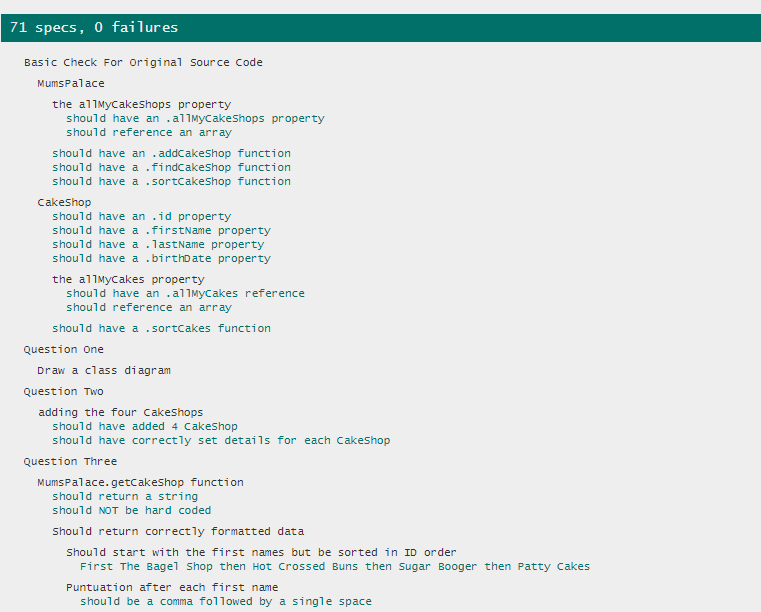 71 specs, 0 failures
Basic Check For Original Source Code
MumsPalace
the allMyCakeShops property
should have an .allMyCakeShops property
should reference an array
should have an .addCakeShop function
should have a .findCakeShop function
should have a .sortCakeShop function
CakeShop
should have an .id property
should have a .firstName property
should have a .lastName property
should have a .birthDate property
the allMyCakes property
should have an .allMyCakes reference
should reference an array
should have a .sortCakes function
Question One
Draw a class diagram
Question Two
adding the four CakeShops
should have added 4 CakeShop
should have correctly set details for each CakeShop
Question Three
MumsPalace.getCakeShop function
should return a string
should NOT be hard coded
Should return correctly formatted data
Should start with the first names but be sorted in ID order
First The Bagel Shop then Hot Crossed Buns then Sugar Booger then Patty Cakes
Puntuation after each first name
should be a comma followed by a single space